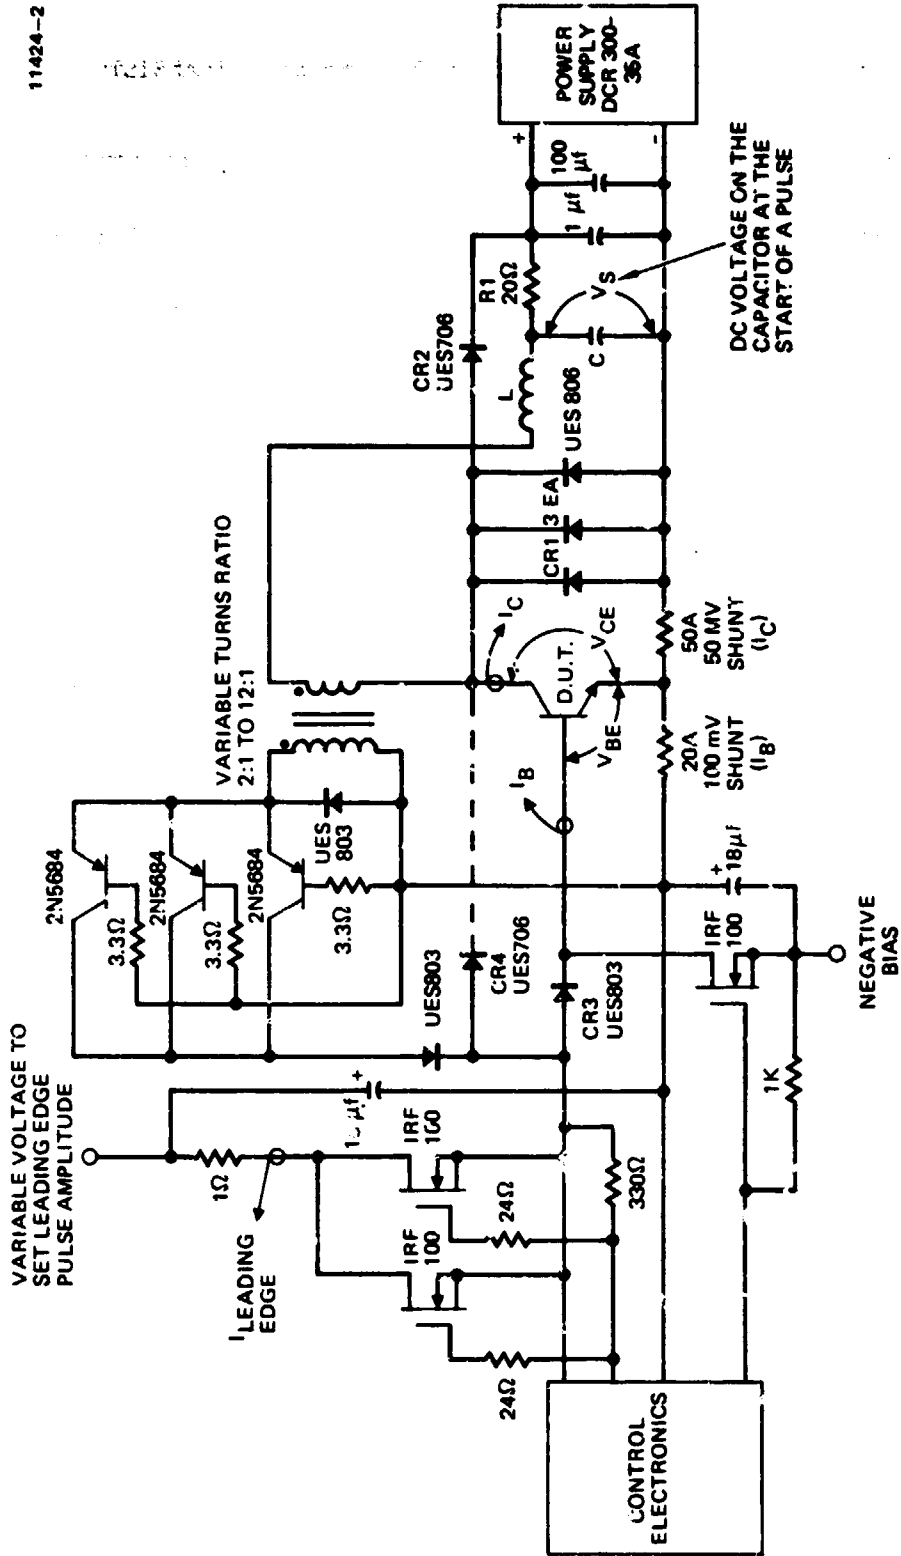 11424-2
VARIABLE VOLTAGE TO
SET LEADING EDGE
PULSE AMPLITUDE
2N5684
2N5684
2N5684
3.3Ω
3.3Ω
3.3Ω
UES
803
VARIABLE TURNS RATIO
2:1 TO 12:1
UES803
CR4
UES706
CR3
UES803
1Ω
I LEADING
EDGE
IRF
100
IRF
100
24Ω
24Ω
330Ω
µf +
CONTROL
ELECTRONICS
1K
IRF
100
+
18µf
NEGATIVE
BIAS
I B
V BE
D.U.T.
V CE
I C
20A
100 mV
SHUNT
(I B)
50A
50 MV
SHUNT
(I C)
CR1 3 EA
UES 806
CR2
UES706
L
R1
20Ω
C
V S
1 µf
100
µf
+
-
POWER
SUPPLY
DCR 300-
35A
DC VOLTAGE ON THE
CAPACITOR AT THE
START OF A PULSE